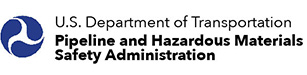 U.S. Department of Transportation
Pipeline and Hazardous Materials
Safety Administration